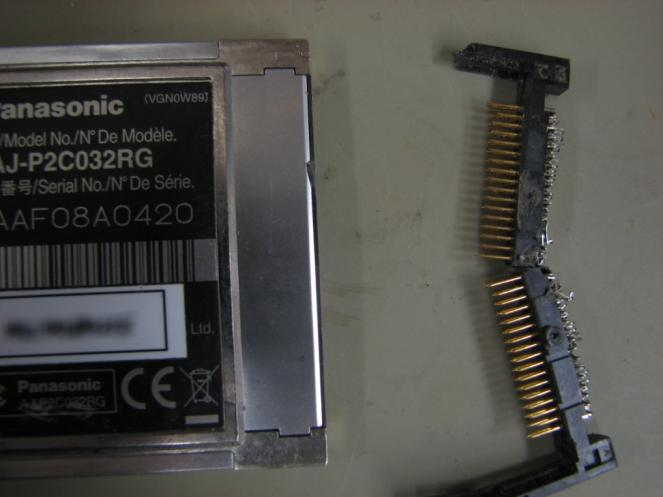 Panasonic (VGN0W89)
/Model No./N° De Modèle.
AJ-P2C032RG
番号/Serial No./N° De Série.
AAF08A0420
Ltd.
Panasonic CE
AJ-P2C032RG